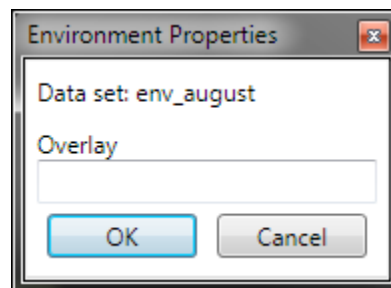 Environment Properties
Data set: env_august
Overlay
OK
Cancel